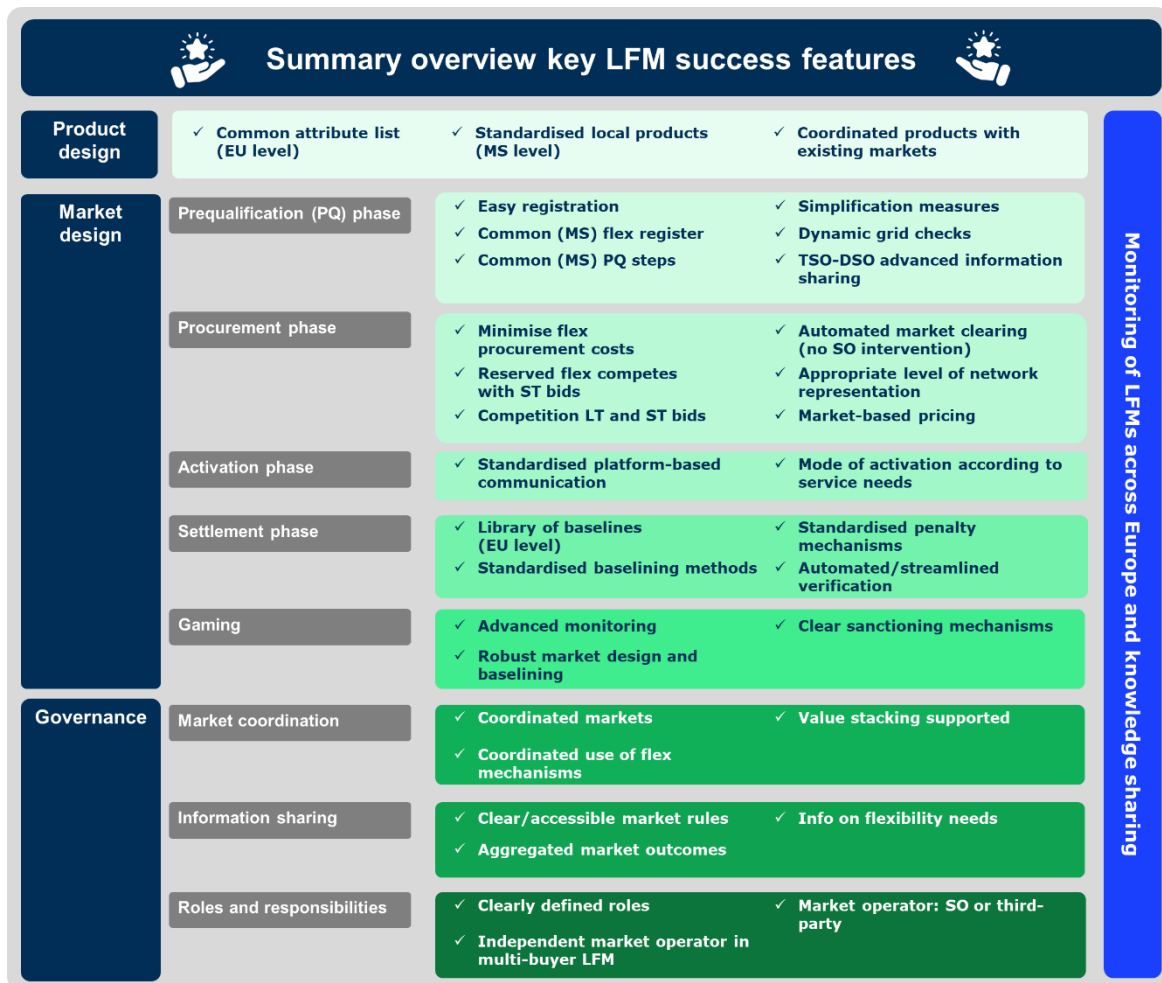 Summary overview key LFM success features
Product
design
✓ Common attribute list
(EU level)
✓ Standardised local products
(MS level)
✓ Coordinated products with
existing markets
Market
design
Prequalification (PQ) phase
✓ Easy registration
✓ Common (MS) flex register
✓ Common (MS) PQ steps
✓ Simplification measures
✓ Dynamic grid checks
✓ TSO-DSO advanced information
sharing
Procurement phase
✓ Minimise flex
procurement costs
✓ Reserved flex competes
with ST bids
✓ Competition LT and ST bids
✓ Automated market clearing
(no SO intervention)
✓ Appropriate level of network
representation
✓ Market-based pricing
Activation phase
✓ Standardised platform-based
communication
✓ Mode of activation according to
service needs
Settlement phase
✓ Library of baselines
(EU level)
✓ Standardised baselining methods
✓ Standardised penalty
mechanisms
✓ Automated/streamlined
verification
Gaming
✓ Advanced monitoring
✓ Robust market design and
baselining
✓ Clear sanctioning mechanisms
Governance
Market coordination
✓ Coordinated markets
✓ Coordinated use of flex
mechanisms
✓ Value stacking supported
Information sharing
✓ Clear/accessible market rules
✓ Aggregated market outcomes
✓ Info on flexibility needs
Roles and responsibilities
✓ Clearly defined roles
✓ Independent market operator in
multi-buyer LFM
✓ Market operator: SO or third-
party
Monitoring of LFMs across Europe and knowledge sharing